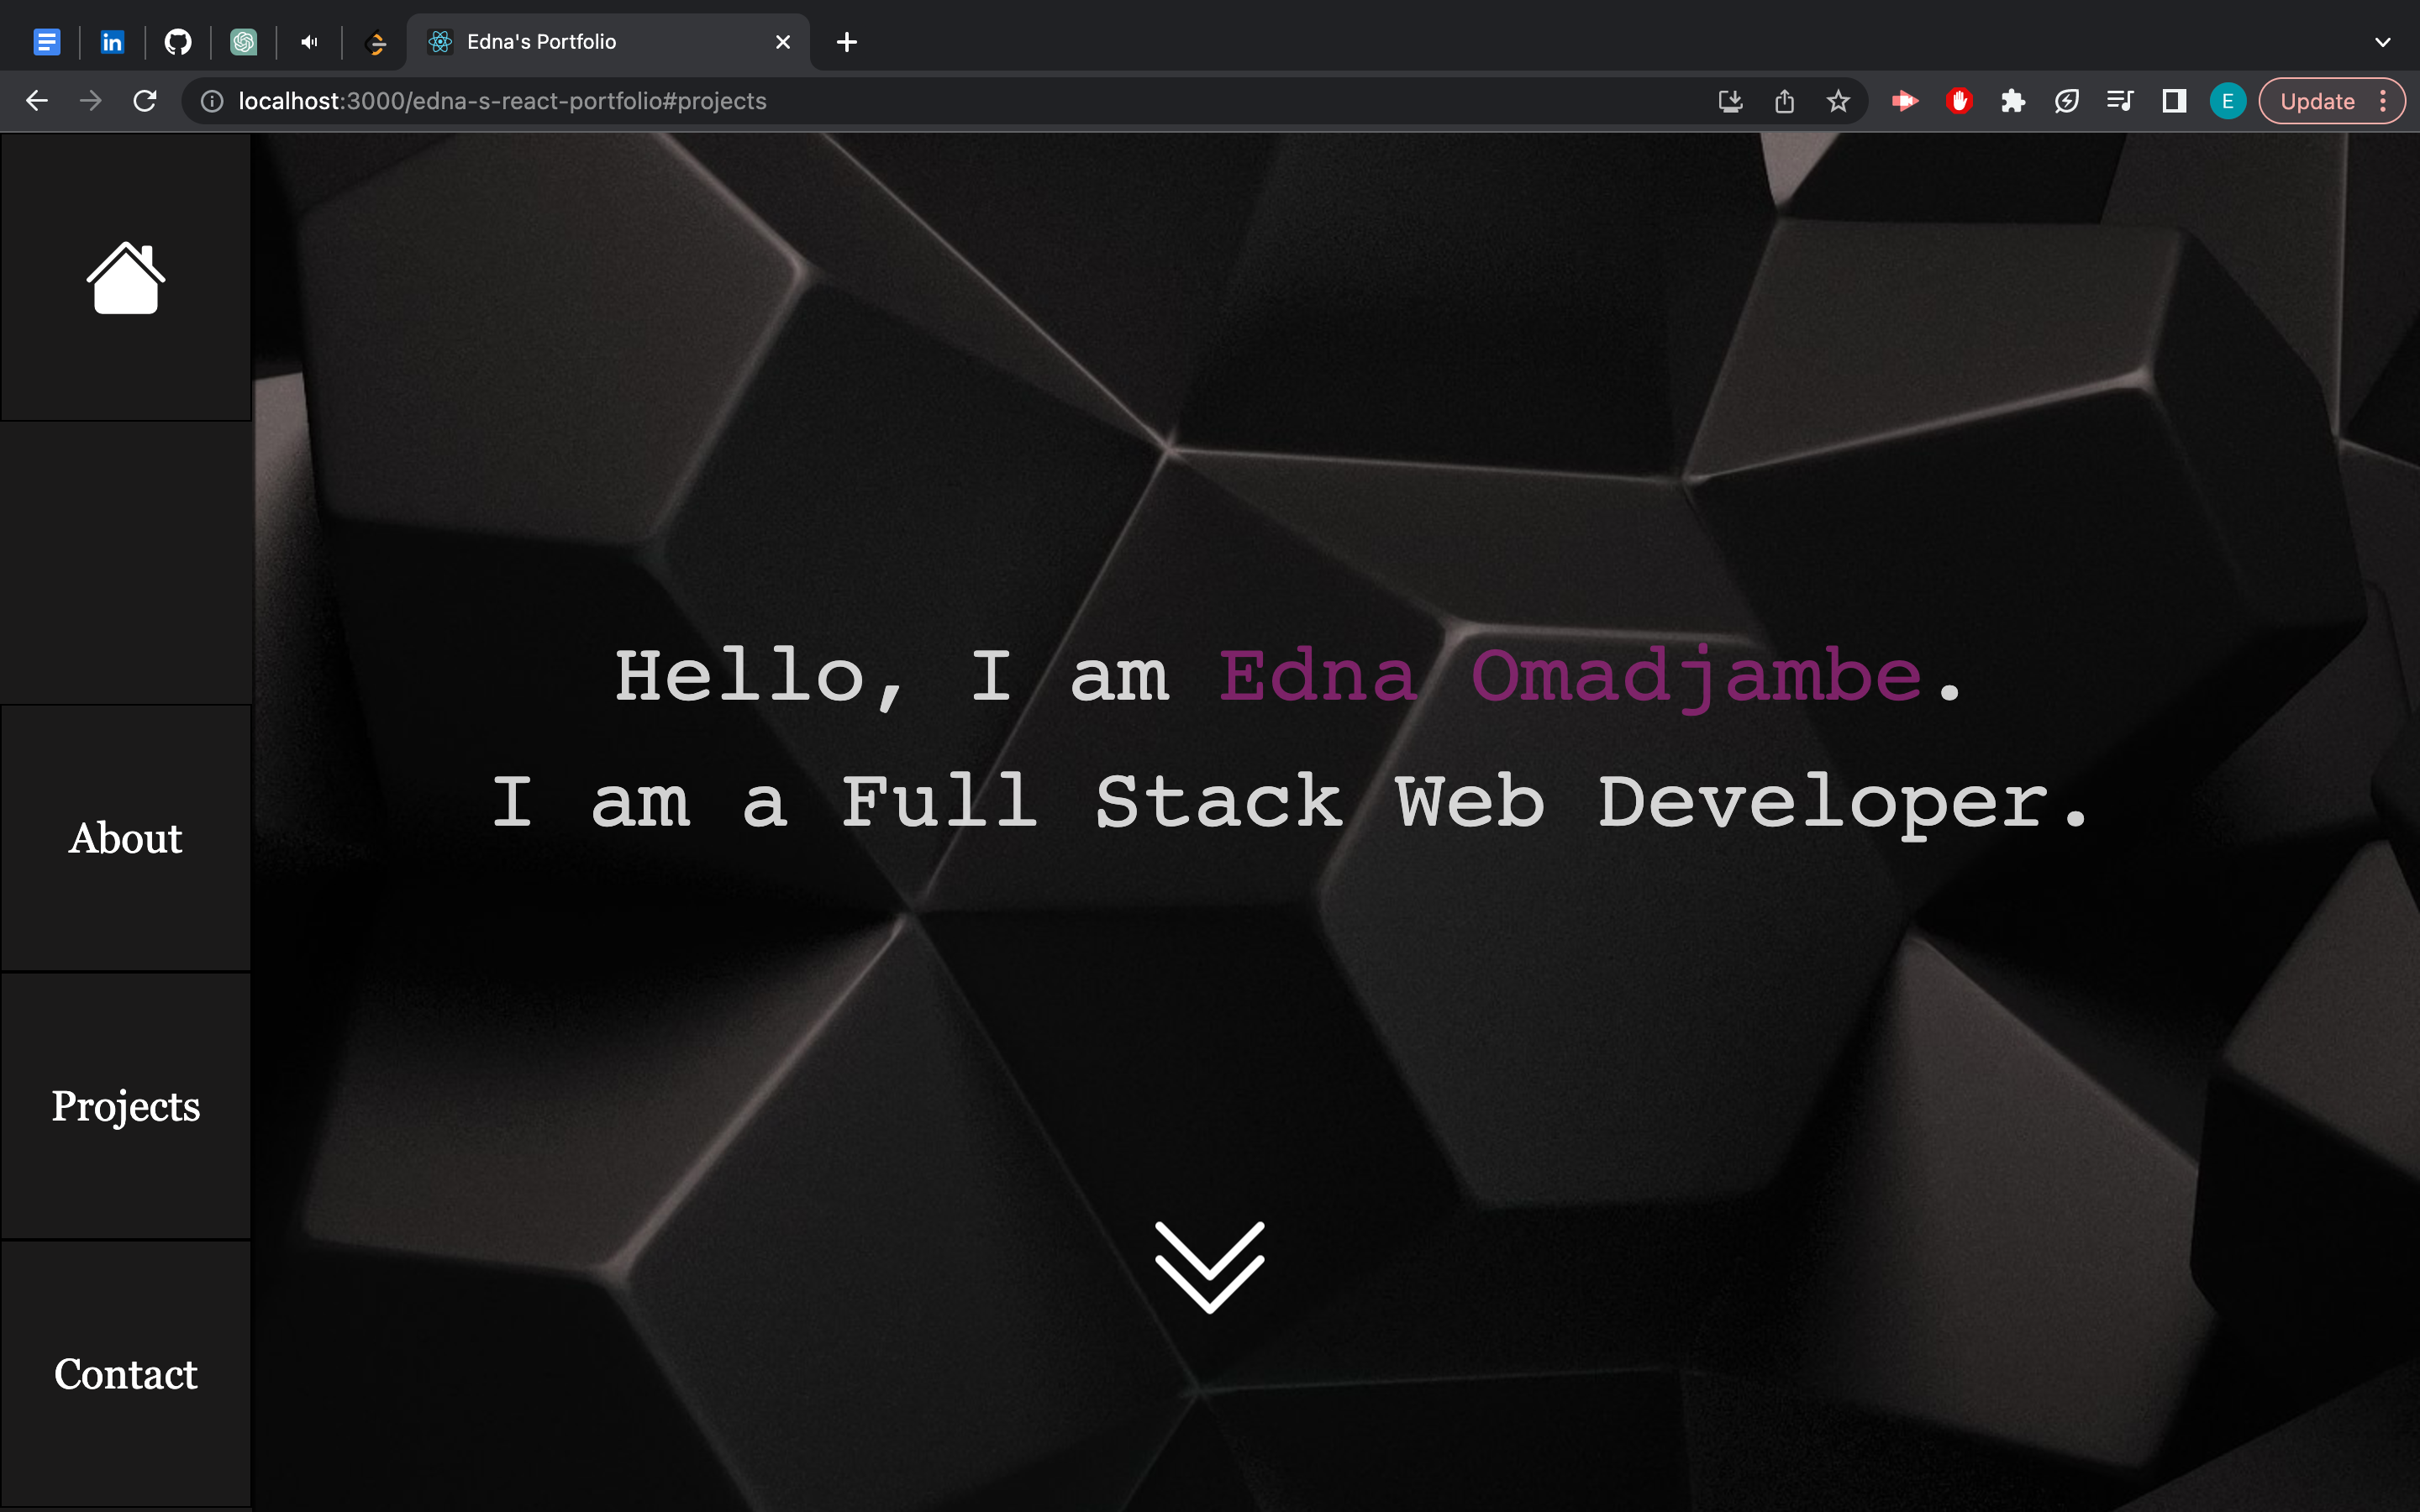 in
Edna's Portfolio
localhost:3000/edna-s-react-portfolio#projects
E
Update
Hello, I am Edna Omadjambe.
I am a Full Stack Web Developer.
About
Projects
Contact